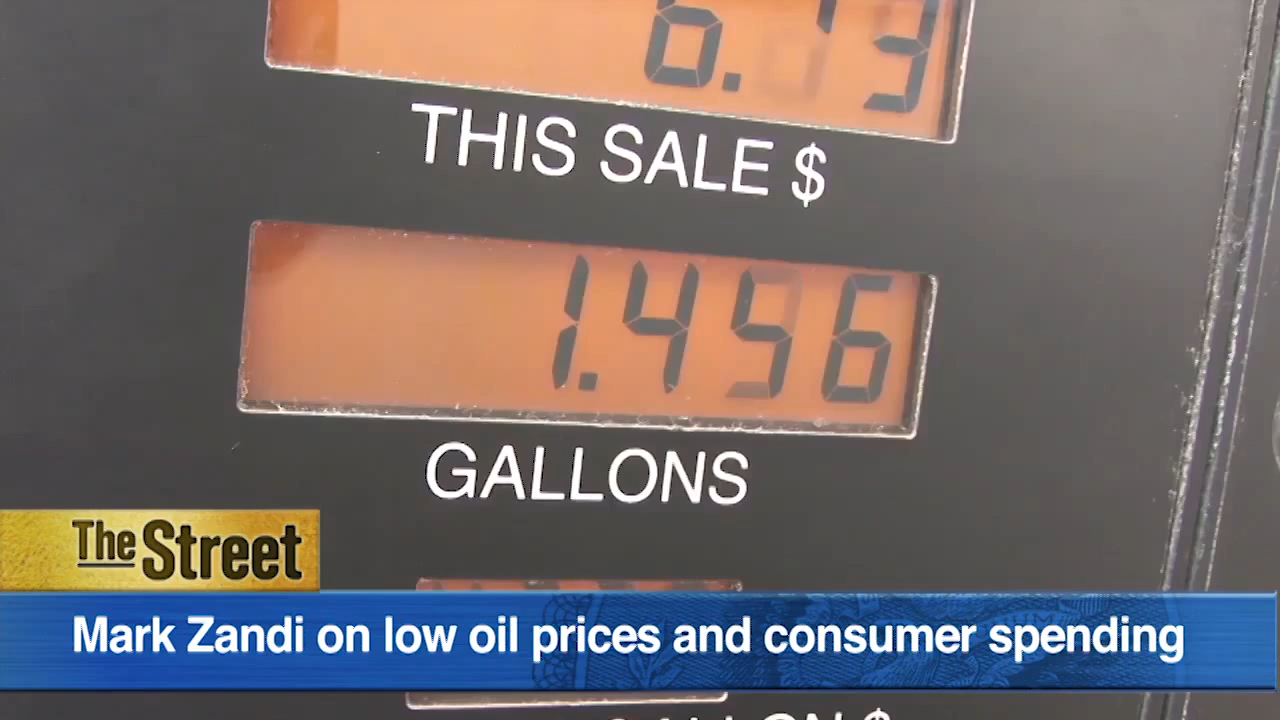 THIS SALE $
1.456
GALLONS
The Street
Mark Zandi on low oil prices and consumer spending